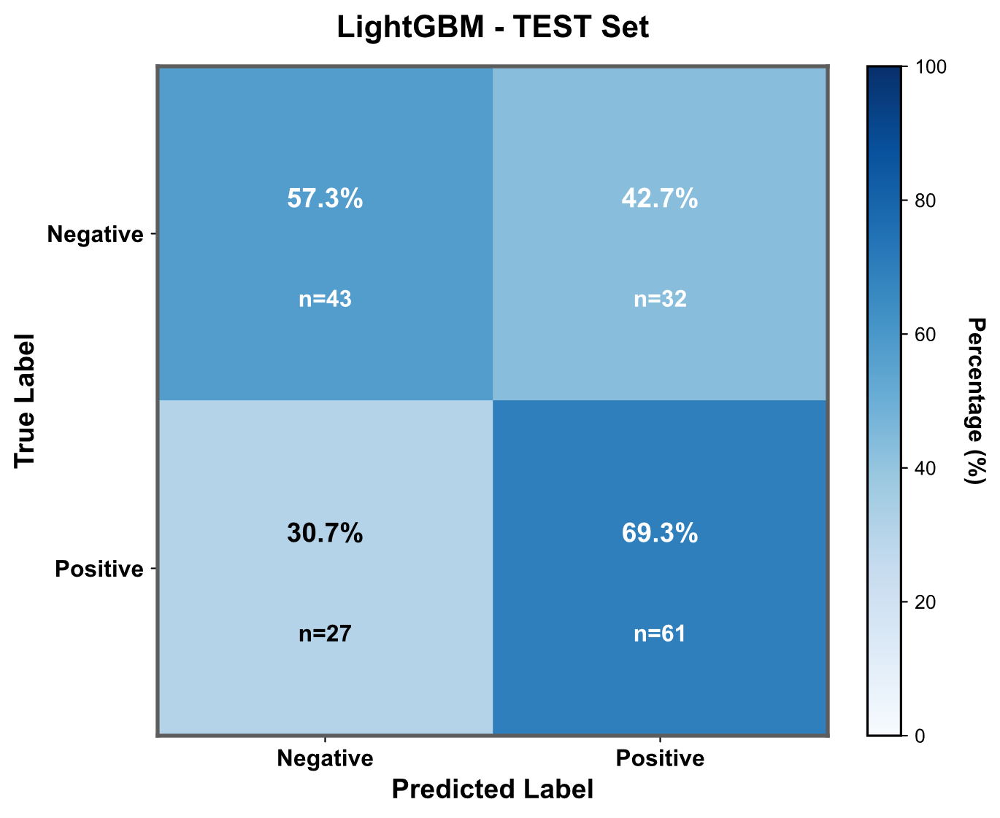 LightGBM - TEST Set
True Label
Negative
Positive
57.3%
n=43
42.7%
n=32
30.7%
n=27
69.3%
n=61
Negative
Positive
Predicted Label
100
80
60
40
20
0
Percentage (%)